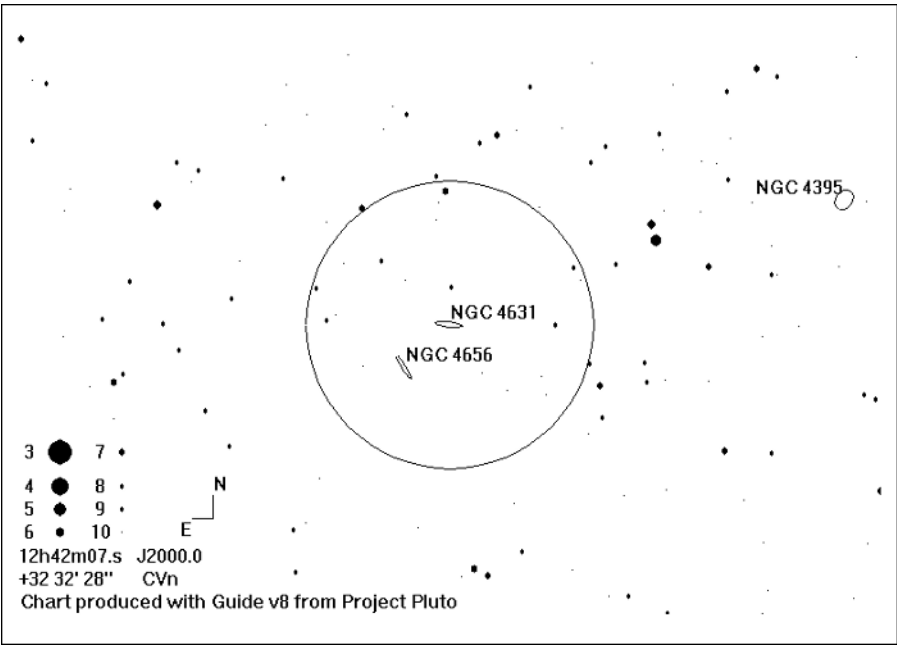 NGC 4395
NGC 4631
NGC 4656
3 7
4 8
5 9
6 10
N
E
12h42m07.s J2000.0
+32 32' 28" CVn
Chart produced with Guide v8 from Project Pluto